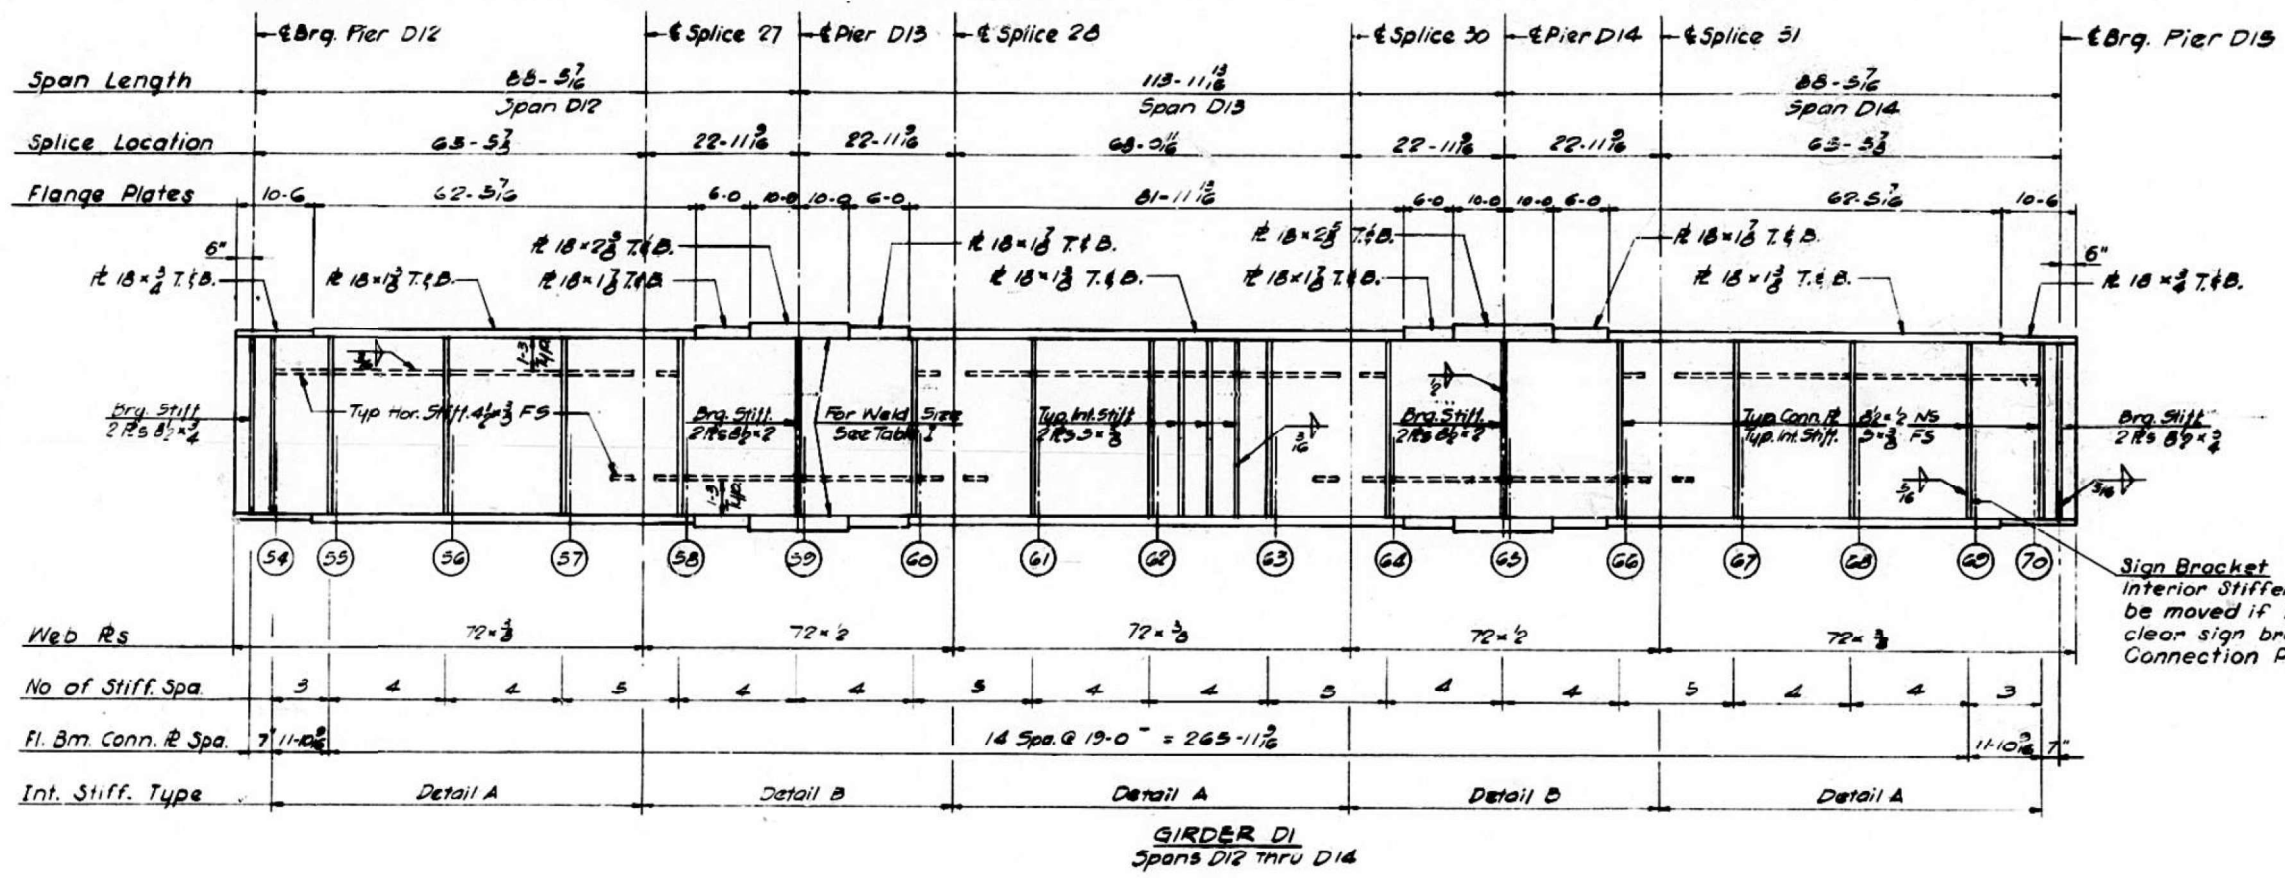 ℄ Brg. Pier D12 ℄ Splice 27 ℄ Pier D13 ℄ Splice 28 ℄ Splice 30 ℄ Pier D14 ℄ Splice 31 ℄ Brg. Pier D15
Span Length 88-5 7/16 113-11 13/16 88-5 7/16
Span D12 Span D13 Span D14
Splice Location 22-11 9/16 22-11 9/16 68-0 11/16 22-11 9/16 22-11 9/16
Flange Plates 10-6 62-5 7/16 6-0 10-0 10-0 6-0 81-11 13/16 6-0 10-0 10-0 6-0 62-5 7/16 10-6
℞ 18 × 1 7/8 T. & B. ℞ 18 × 1 7/8 T. & B.
6" 6"
℞ 18 × 3/4 T. & B. ℞ 18 × 1 3/8 T. & B. ℞ 18 × 1 7/8 T. & B. ℞ 18 × 1 3/8 T. & B. ℞ 18 × 1 7/8 T. & B. ℞ 18 × 1 3/8 T. & B. ℞ 18 × 3/4 T. & B.
1-3 Typ.
1/2
Brg. Stiff.
2 ℞s 8 1/2 × 3/4
Typ. Hor. Stiff. 4 1/2 × 3/8 FS
Brg. Stiff.
2 ℞s 8 1/2 × 2
For Weld Size
See Table I
Typ. Int. Stiff
2 ℞s 5 × 3/8
3/16
Brg. Stiff.
2 ℞s 8 1/2 × 2
Typ. Conn. ℞ 8 1/2 × 1/2 NS
Typ. Int. Stiff. 5 × 3/8 FS
Brg. Stiff
2 ℞s 8 1/2 × 3/4
1-3 Typ.
5/16 5/16
54 55 56 57 58 59 60 61 62 63 64 65 66 67 68 69 70
Sign Bracket
Interior Stiffe
be moved if
clear sign br
Connection P
Web ℞s 72 × 3/8 72 × 1/2 72 × 3/8 72 × 1/2 72 × 3/8
No of Stiff. Spa. 3 4 4 5 4 4 5 4 4 5 4 4 5 4 4 3
Fl. Bm. Conn. ℞ Spa. 7" 11-10 9/16 14 Spa. @ 19-0 - = 265-11 9/16 11-10 9/16 7"
Int. Stiff. Type Detail A Detail B Detail A Detail B Detail A
GIRDER D1
Spans D12 Thru D14